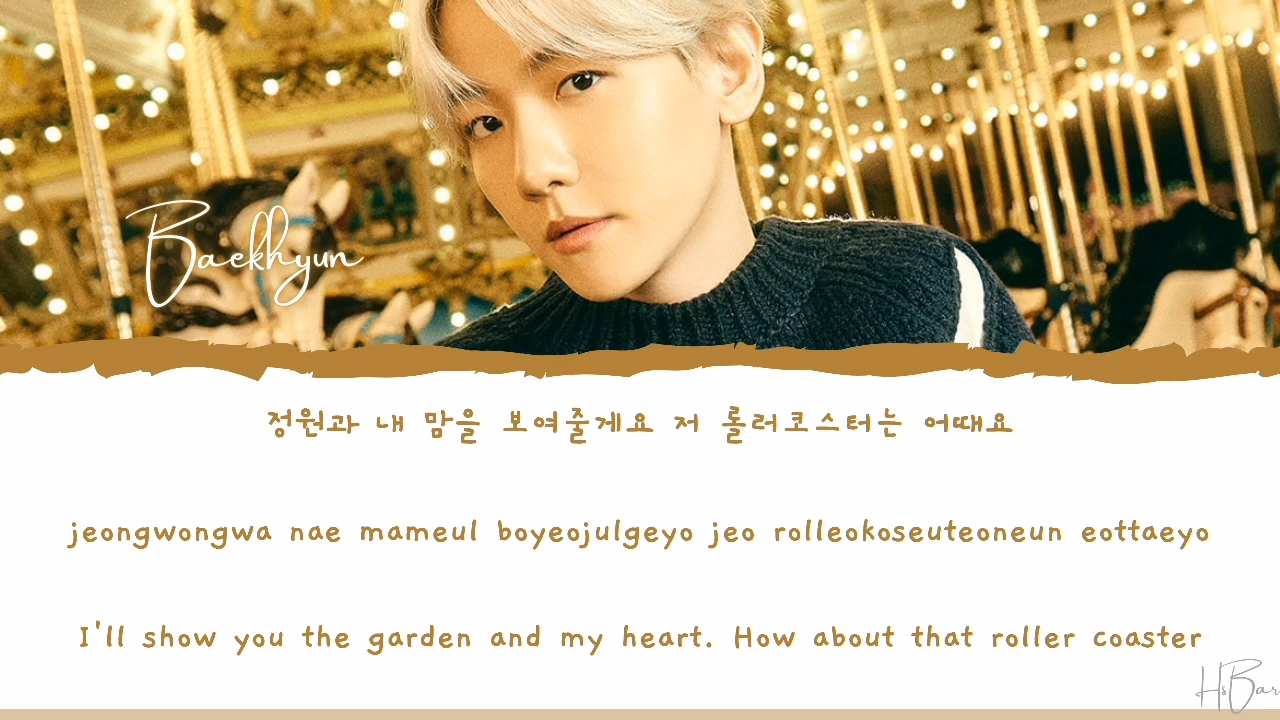 Baekhyun
정원과 내 맘을 보여줄게요 저 롤러코스터는 어때요
jeongwongwa nae mameul boyeojulgeyo jeo rolleokoseuteoneun eottaeyo
I'll show you the garden and my heart. How about that roller coaster